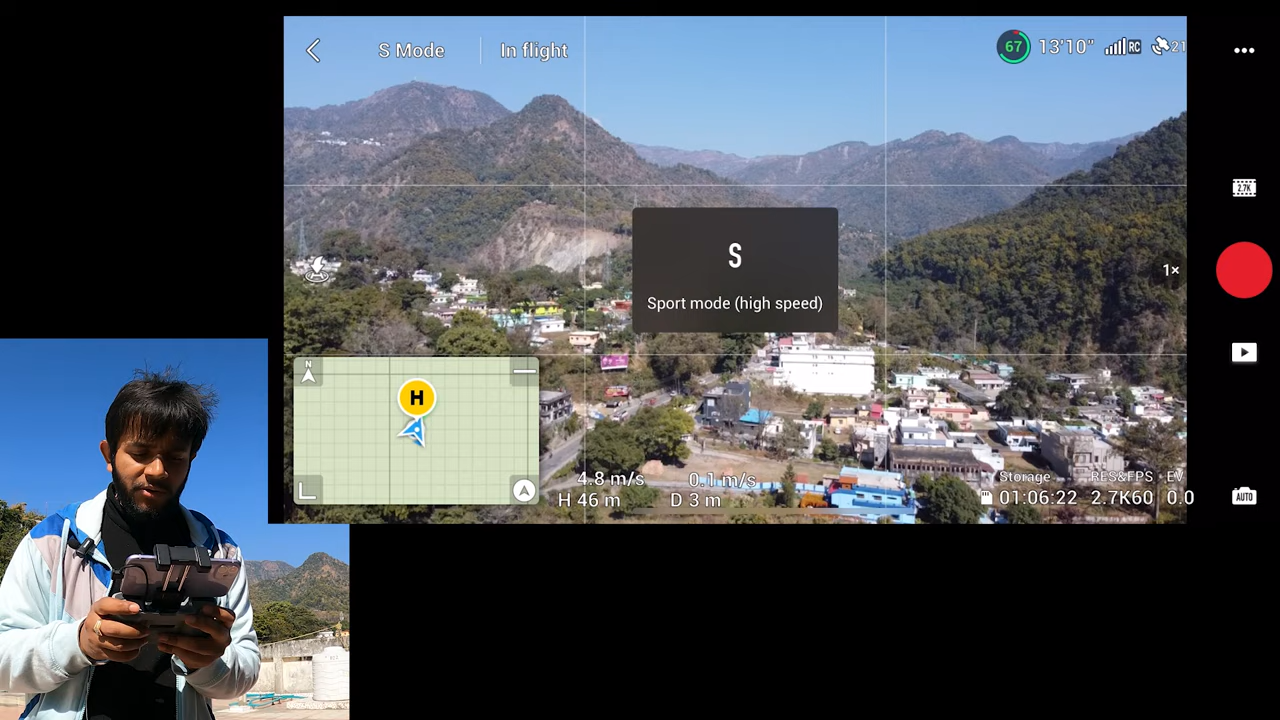 S Mode
In flight
67
13'10"
RC
21
2.7K
S
Sport mode (high speed)
1×
N
H
4.8 m/s
0.1 m/s
H 46 m
D 3 m
Storage
RES&FPS
EV
01:06:22
2.7K60
0.0
AUTO